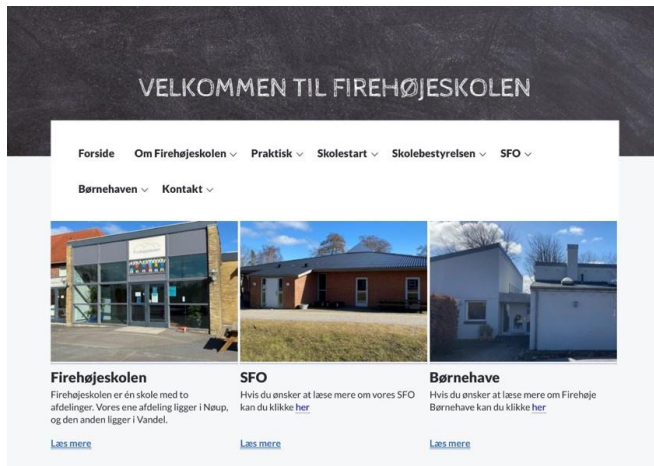 VELKOMMEN TIL FIREHØJESKOLEN
Forside Om Firehøjeskolen Praktisk Skolestart Skolebestyrelsen SFO
Børnehaven Kontakt
Firehøjeskolen
Firehøjeskolen er én skole med to
afdelinger. Vores ene afdeling ligger i Nøup,
og den anden ligger i Vandel.
Læs mere
SFO
Hvis du ønsker at læse mere om vores SFO
kan du klikke her
Læs mere
Børnehave
Hvis du ønsker at læse mere om Firehøje
Børnehave kan du klikke her
Læs mere